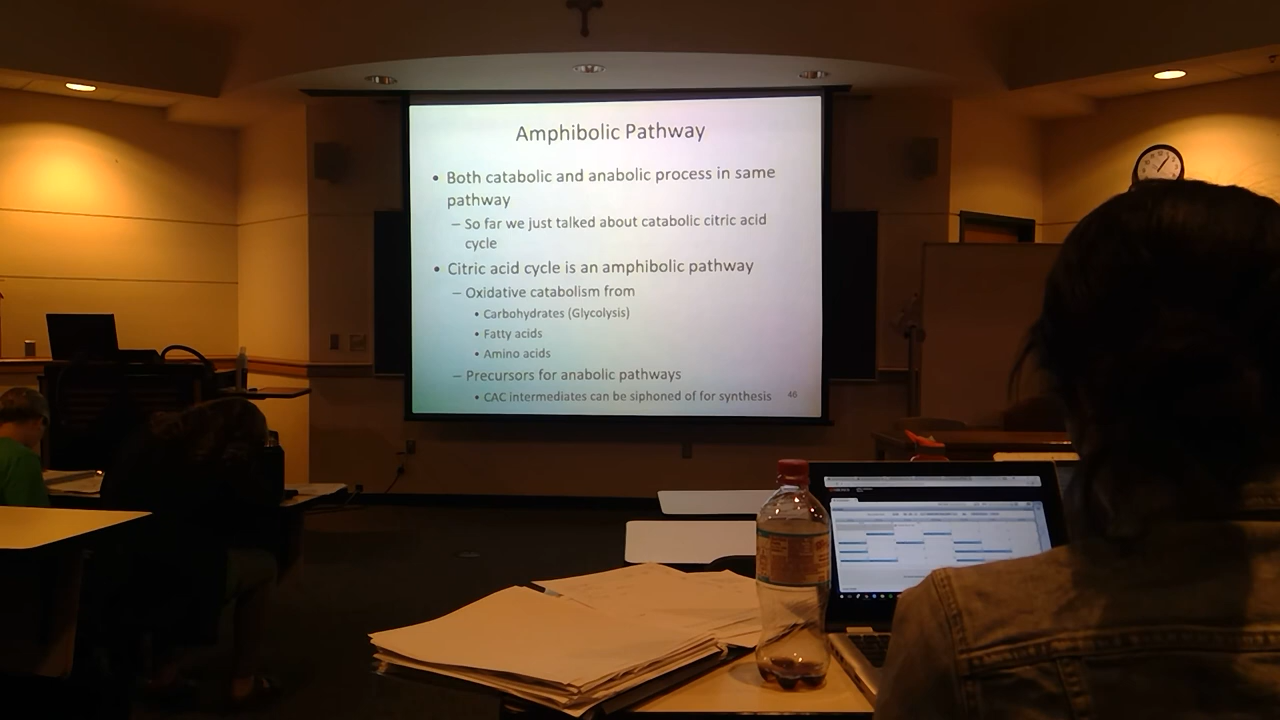 Amphibolic Pathway
• Both catabolic and anabolic process in same
pathway
– So far we just talked about catabolic citric acid
cycle
• Citric acid cycle is an amphibolic pathway
– Oxidative catabolism from
• Carbohydrates (Glycolysis)
• Fatty acids
• Amino acids
– Precursors for anabolic pathways
• CAC intermediates can be siphoned of for synthesis
46